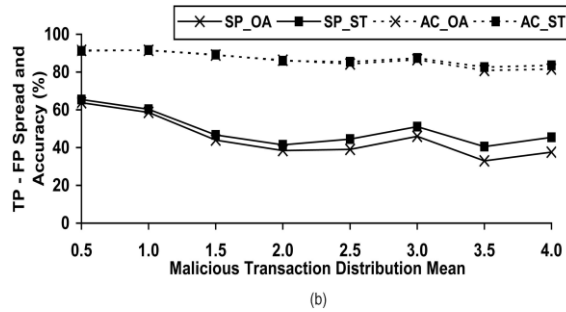 SP_OA SP_ST AC_OA AC_ST
TP - FP Spread and
Accuracy (%)
100
80
60
40
20
0
0.5 1.0 1.5 2.0 2.5 3.0 3.5 4.0
Malicious Transaction Distribution Mean
(b)